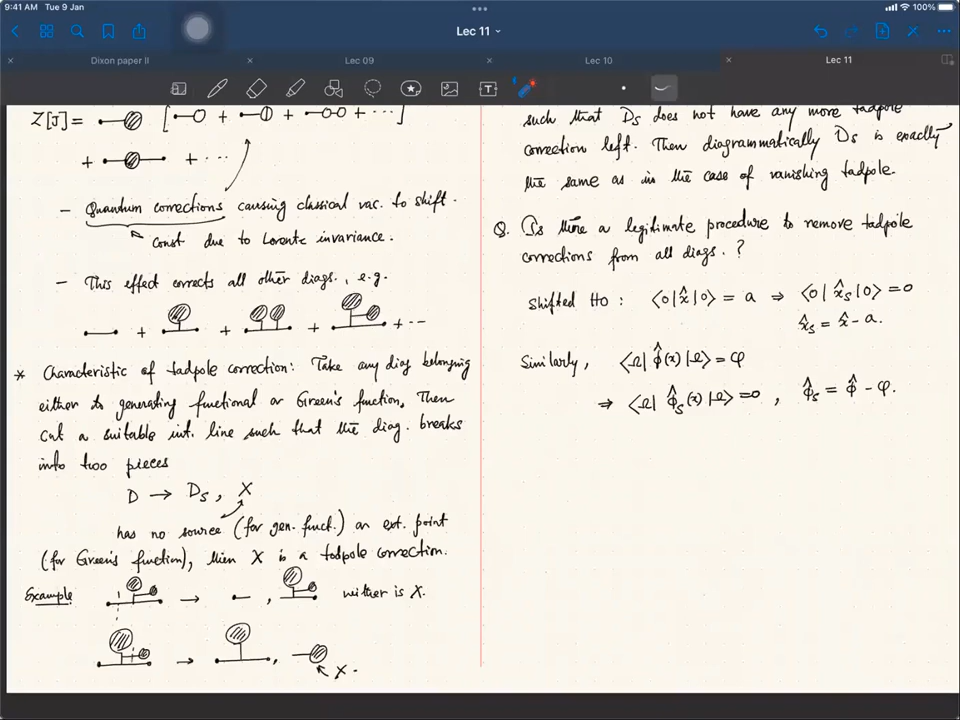 9:41 AM Tue 9 Jan
100%
Lec 11
Dixon paper II
Lec 09
Lec 10
Lec 11
Z[J] = [ + + + ... ]
+ + ...
- Quantum corrections causing classical vac. to shift.
const due to Lorentz invariance.
- This effect corrects all other diags., e.g.
+ + + + ...
* Characteristic of tadpole correction: Take any diag belonging
either to generating functional or Green's function, Then
cut a suitable int. line such that the diag. breaks
into two pieces
D → Ds, X
has no source (for gen. funct.) or ext. point
(for Green's function), then X is a tadpole correction.
Example → , neither is X.
→ , X.
such that Ds does not have any more tadpole
correction left. Then diagrammatically Ds is exactly
the same as in the case of vanishing tadpole.
Q. Is there a legitimate procedure to remove tadpole
corrections from all diags. ?
Shifted HO: ⟨0|x̂|0⟩ = a ⇒ ⟨0|x̂s|0⟩ = 0
x̂s = x̂ - a.
Similarly, ⟨Ω|ϕ̂(x)|Ω⟩ = φ
⇒ ⟨Ω|ϕ̂s(x)|Ω⟩ = 0, ϕ̂s = ϕ̂ - φ.